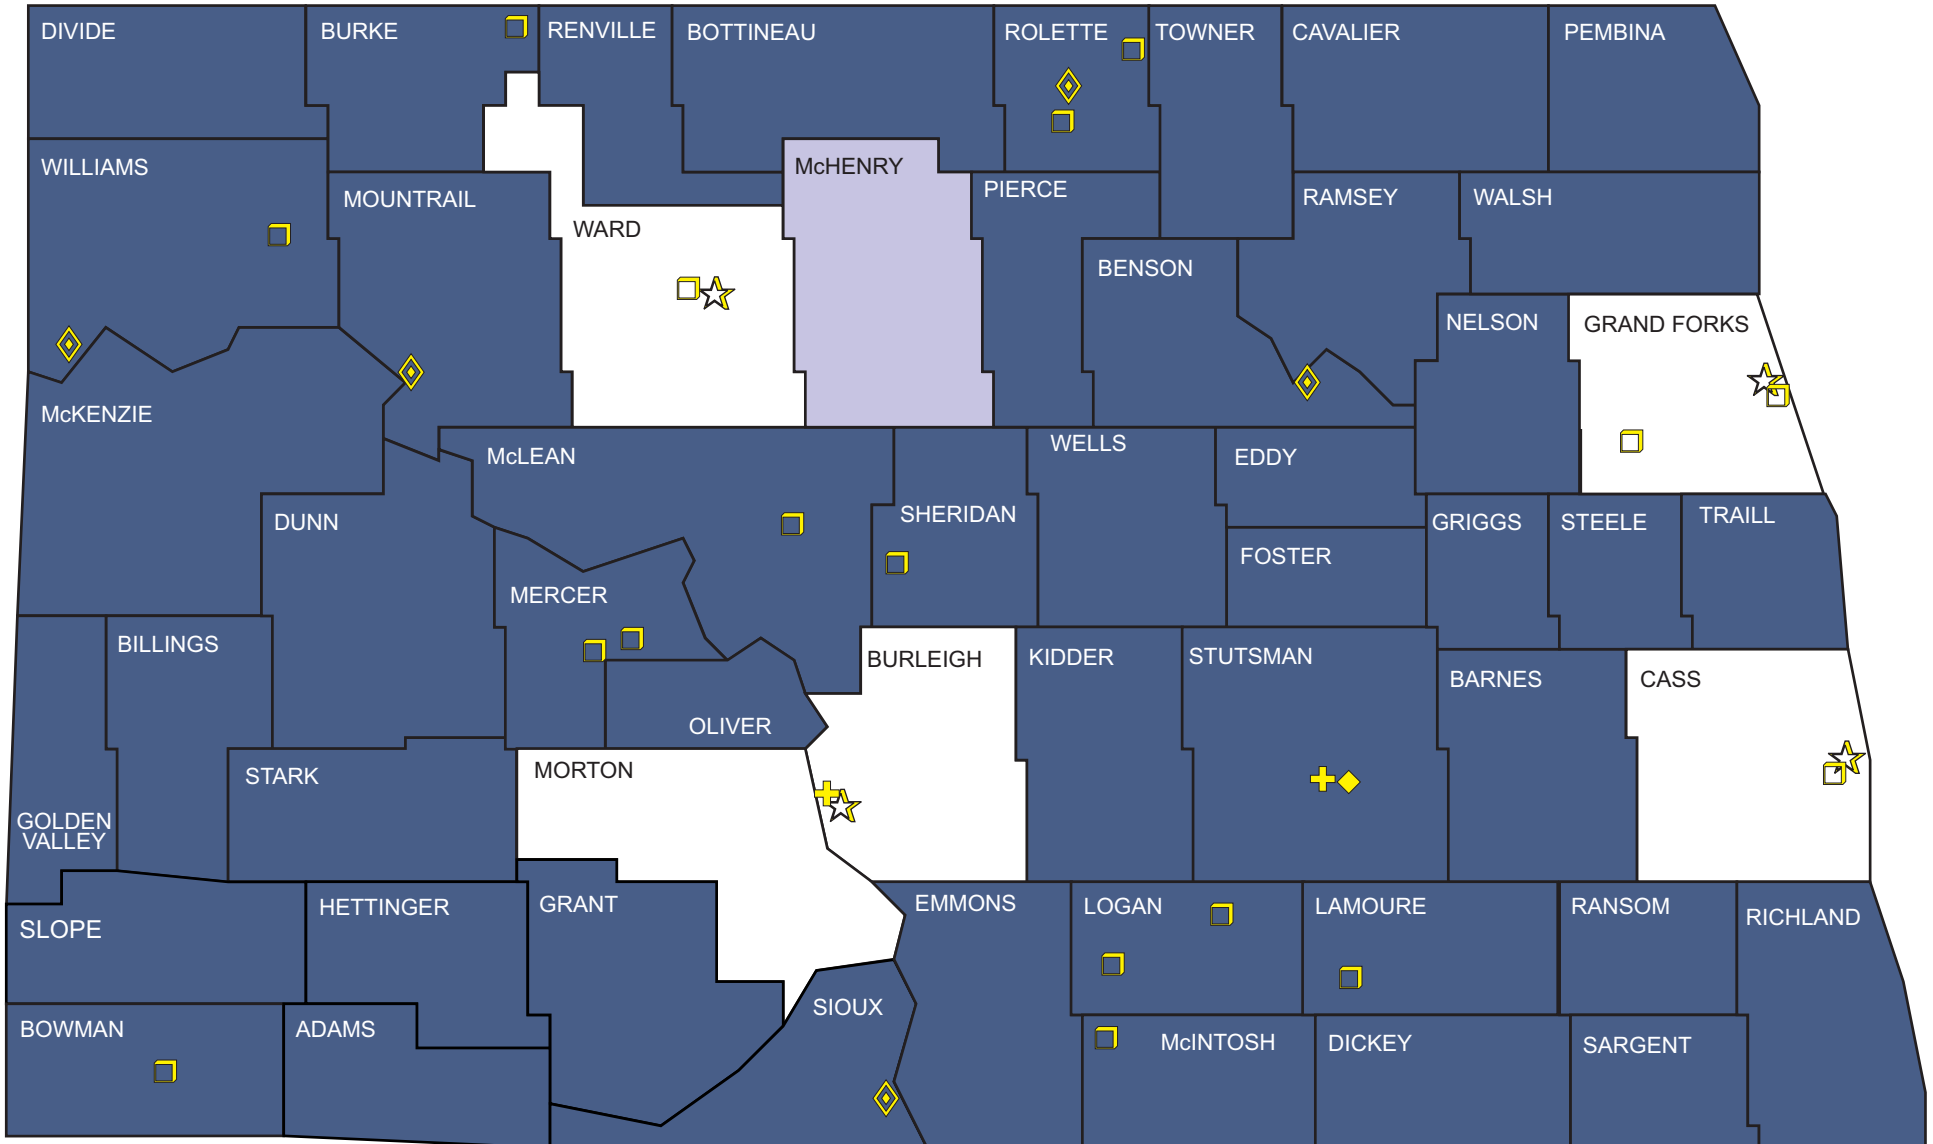 DIVIDE
BURKE
RENVILLE
BOTTINEAU
ROLETTE
TOWNER
CAVALIER
PEMBINA
WILLIAMS
MOUNTRAIL
WARD
McHENRY
PIERCE
BENSON
RAMSEY
WALSH
NELSON
GRAND FORKS
McKENZIE
McLEAN
WELLS
EDDY
DUNN
SHERIDAN
FOSTER
GRIGGS
STEELE
TRAILL
MERCER
BILLINGS
BURLEIGH
KIDDER
STUTSMAN
BARNES
CASS
OLIVER
STARK
MORTON
GOLDEN
VALLEY
SLOPE
HETTINGER
GRANT
EMMONS
LOGAN
LAMOURE
RANSOM
RICHLAND
SIOUX
BOWMAN
ADAMS
McINTOSH
DICKEY
SARGENT